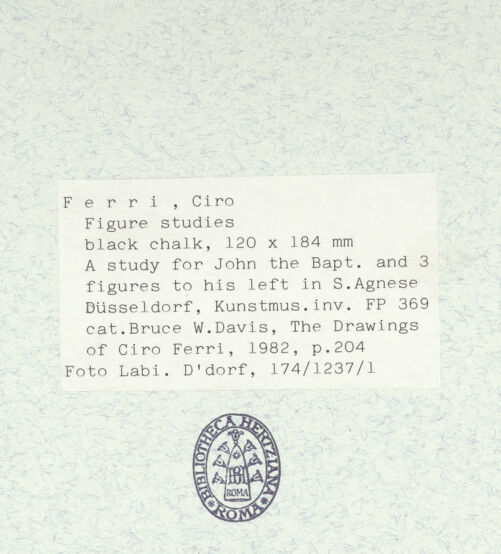 F e r r i , Ciro
Figure studies
black chalk, 120 x 184 mm
A study for John the Bapt. and 3
figures to his left in S.Agnese
Düsseldorf, Kunstmus.inv. FP 369
cat.Bruce W.Davis, The Drawings
of Ciro Ferri, 1982, p.204
Foto Labi. D'dorf, 174/1237/1
BIBLIOTHECA HERTZIANA
ROMA
ROMA